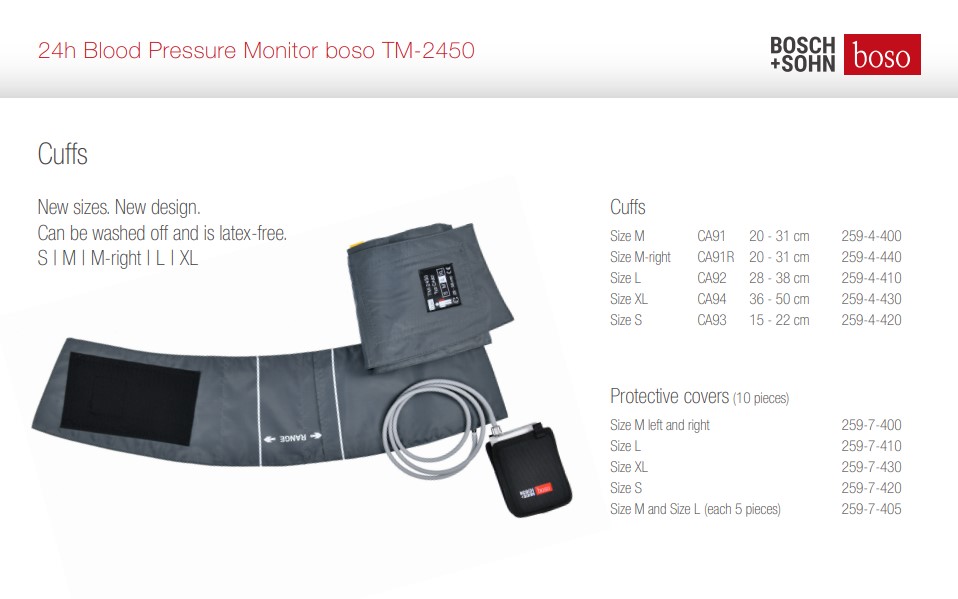 24h Blood Pressure Monitor boso TM-2450
BOSCH
+SOHN
boso
Cuffs
New sizes. New design.
Can be washed off and is latex-free.
S | M | M-right | L | XL
RANGE
BOSCH
+SOHN
boso
Cuffs
Size M CA91 20 - 31 cm 259-4-400
Size M-right CA91R 20 - 31 cm 259-4-440
Size L CA92 28 - 38 cm 259-4-410
Size XL CA94 36 - 50 cm 259-4-430
Size S CA93 15 - 22 cm 259-4-420
Protective covers (10 pieces)
Size M left and right 259-7-400
Size L 259-7-410
Size XL 259-7-430
Size S 259-7-420
Size M and Size L (each 5 pieces) 259-7-405